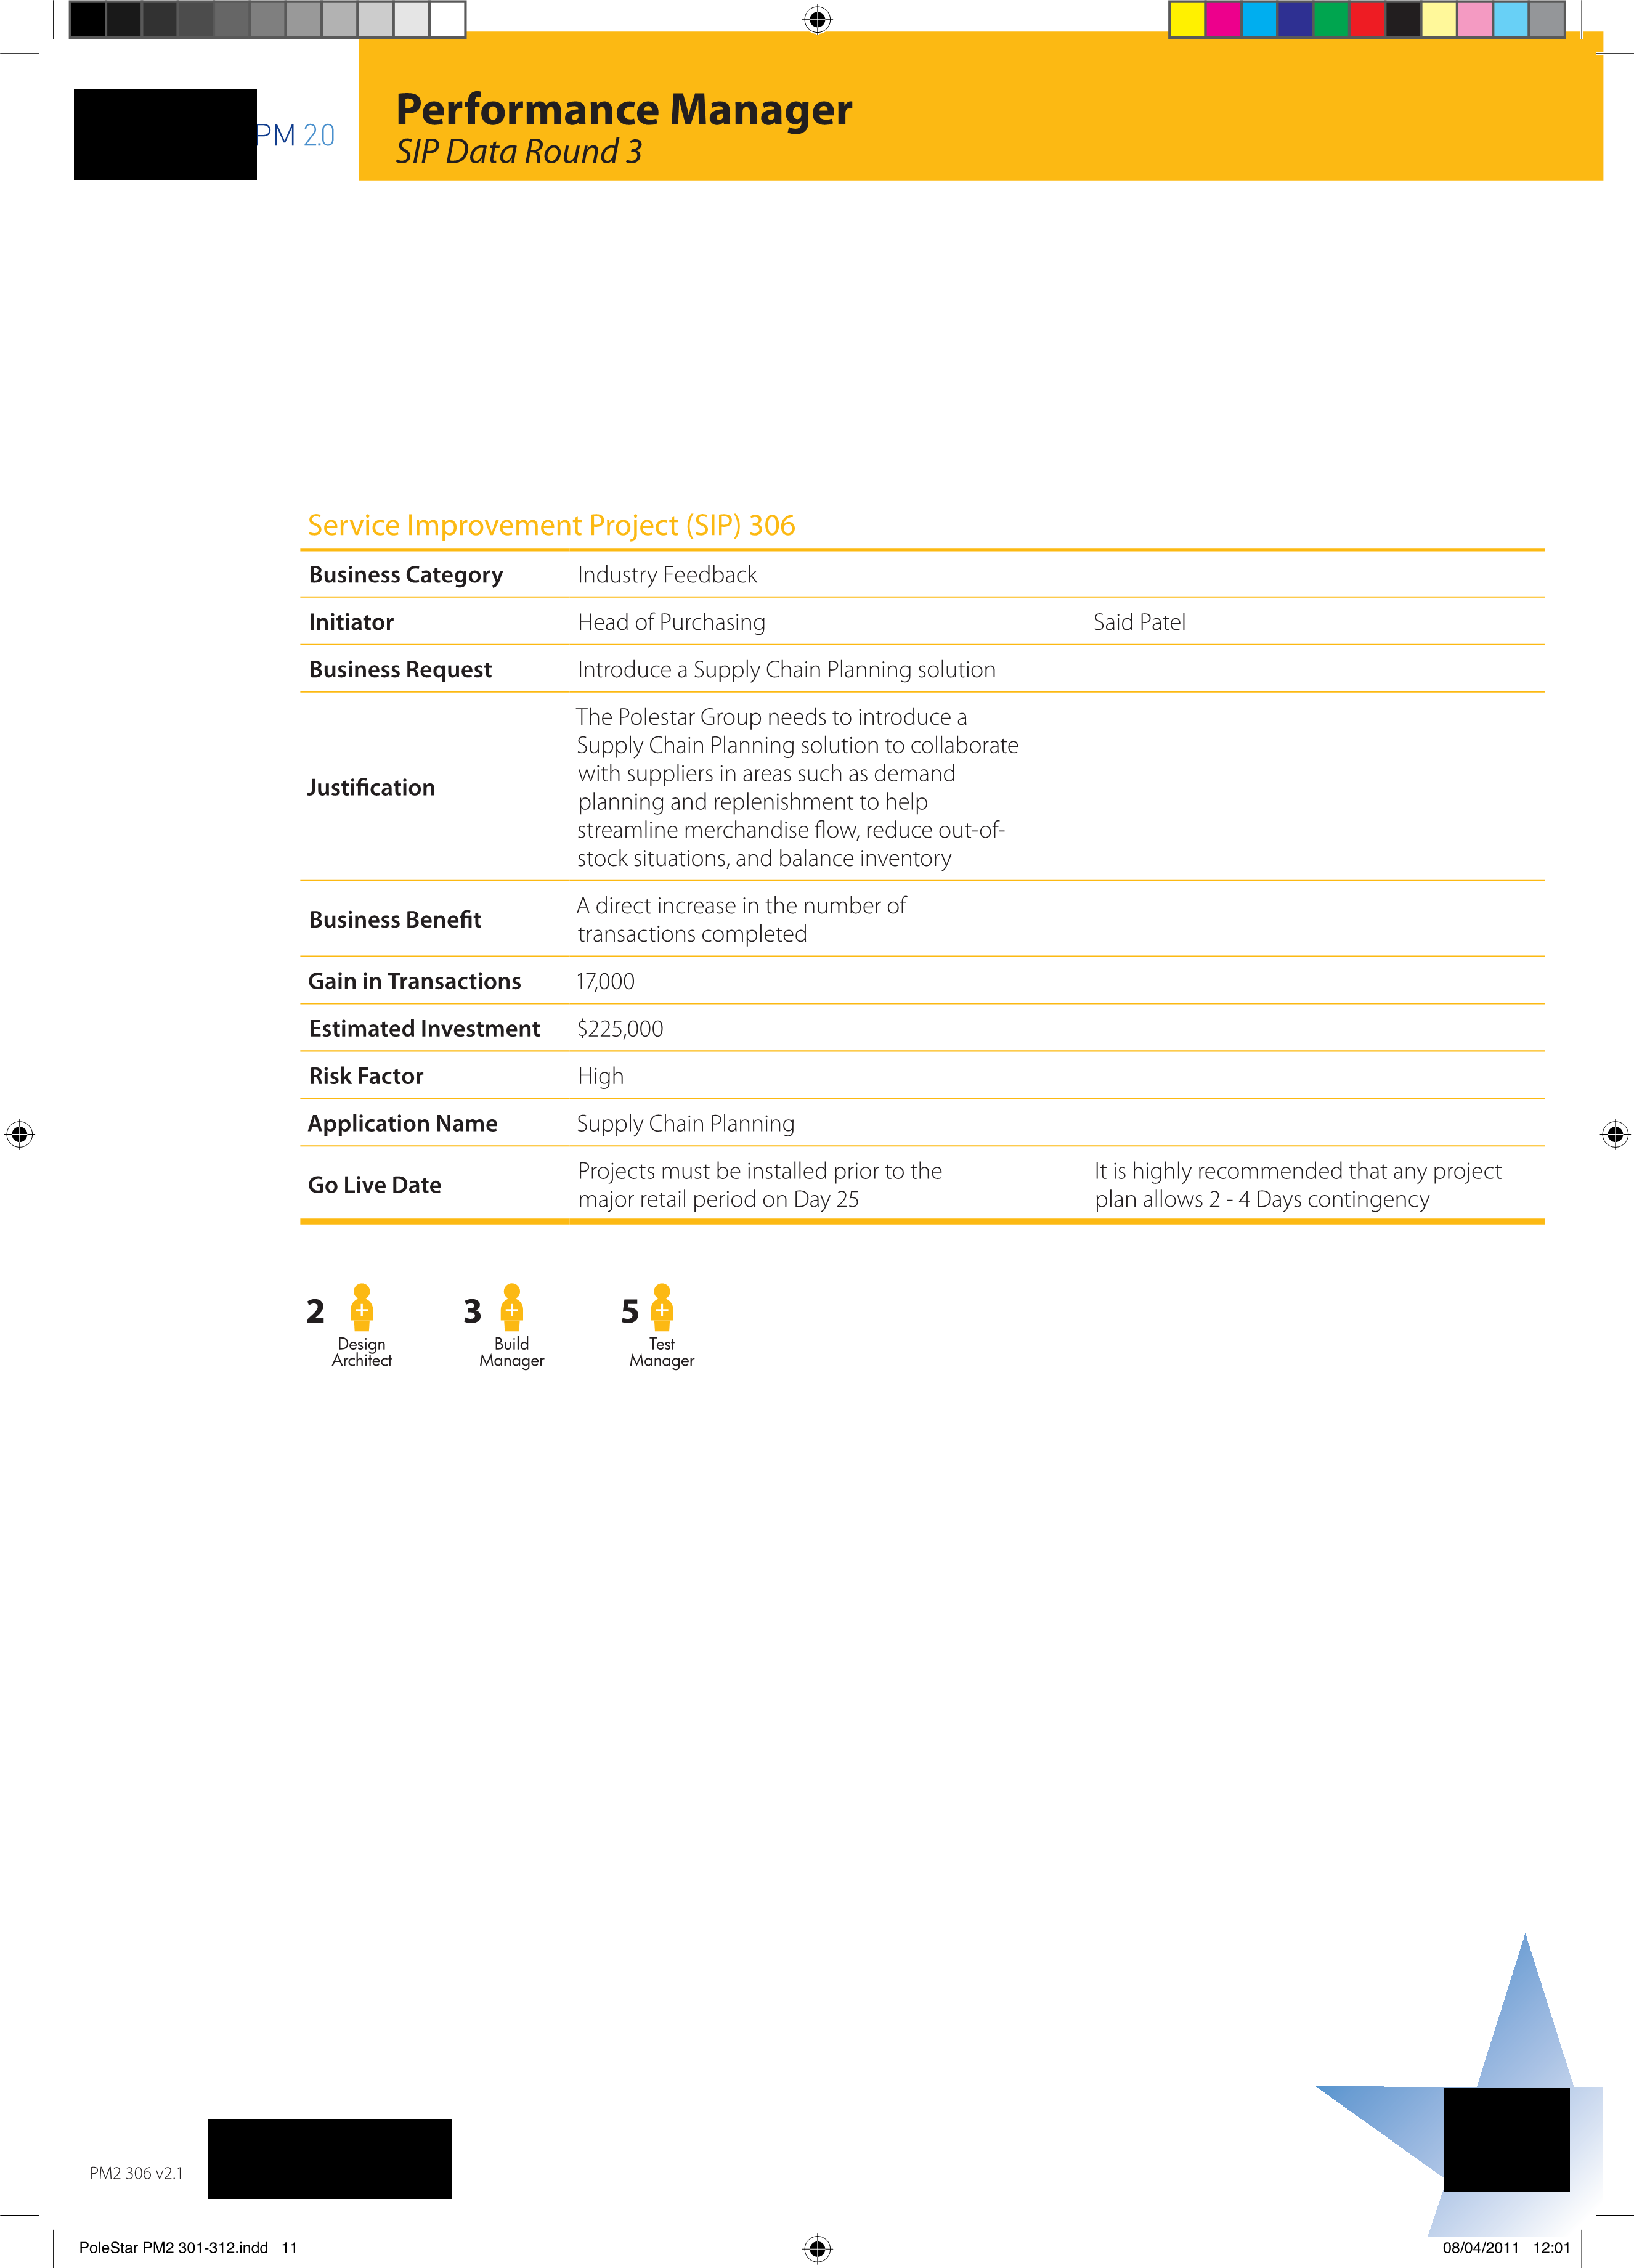 PM 2.0
Performance Manager
SIP Data Round 3
Service Improvement Project (SIP) 306
Business Category Industry Feedback
Initiator Head of Purchasing Said Patel
Business Request Introduce a Supply Chain Planning solution
Justification
The Polestar Group needs to introduce a
Supply Chain Planning solution to collaborate
with suppliers in areas such as demand
planning and replenishment to help
streamline merchandise flow, reduce out-of-
stock situations, and balance inventory
Business Benefit
A direct increase in the number of
transactions completed
Gain in Transactions 17,000
Estimated Investment $225,000
Risk Factor High
Application Name Supply Chain Planning
Go Live Date
Projects must be installed prior to the
major retail period on Day 25
It is highly recommended that any project
plan allows 2 - 4 Days contingency
2
Design
Architect
3
Build
Manager
5
Test
Manager
PM2 306 v2.1
PoleStar PM2 301-312.indd 11
08/04/2011 12:01